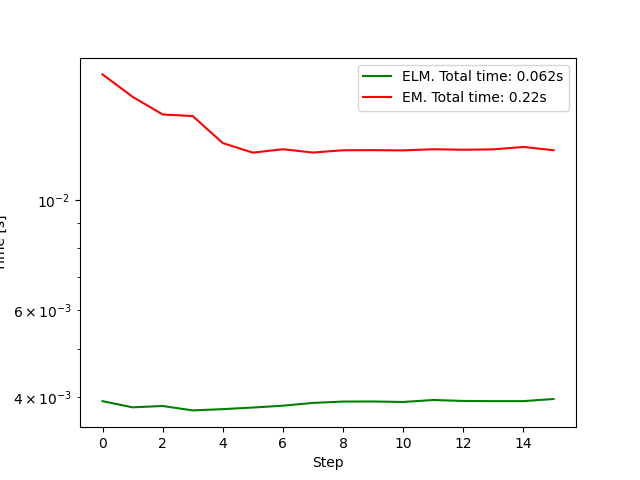 ELM. Total time: 0.062s
EM. Total time: 0.22s
10⁻²
6 × 10⁻³
4 × 10⁻³
0 2 4 6 8 10 12 14
Step